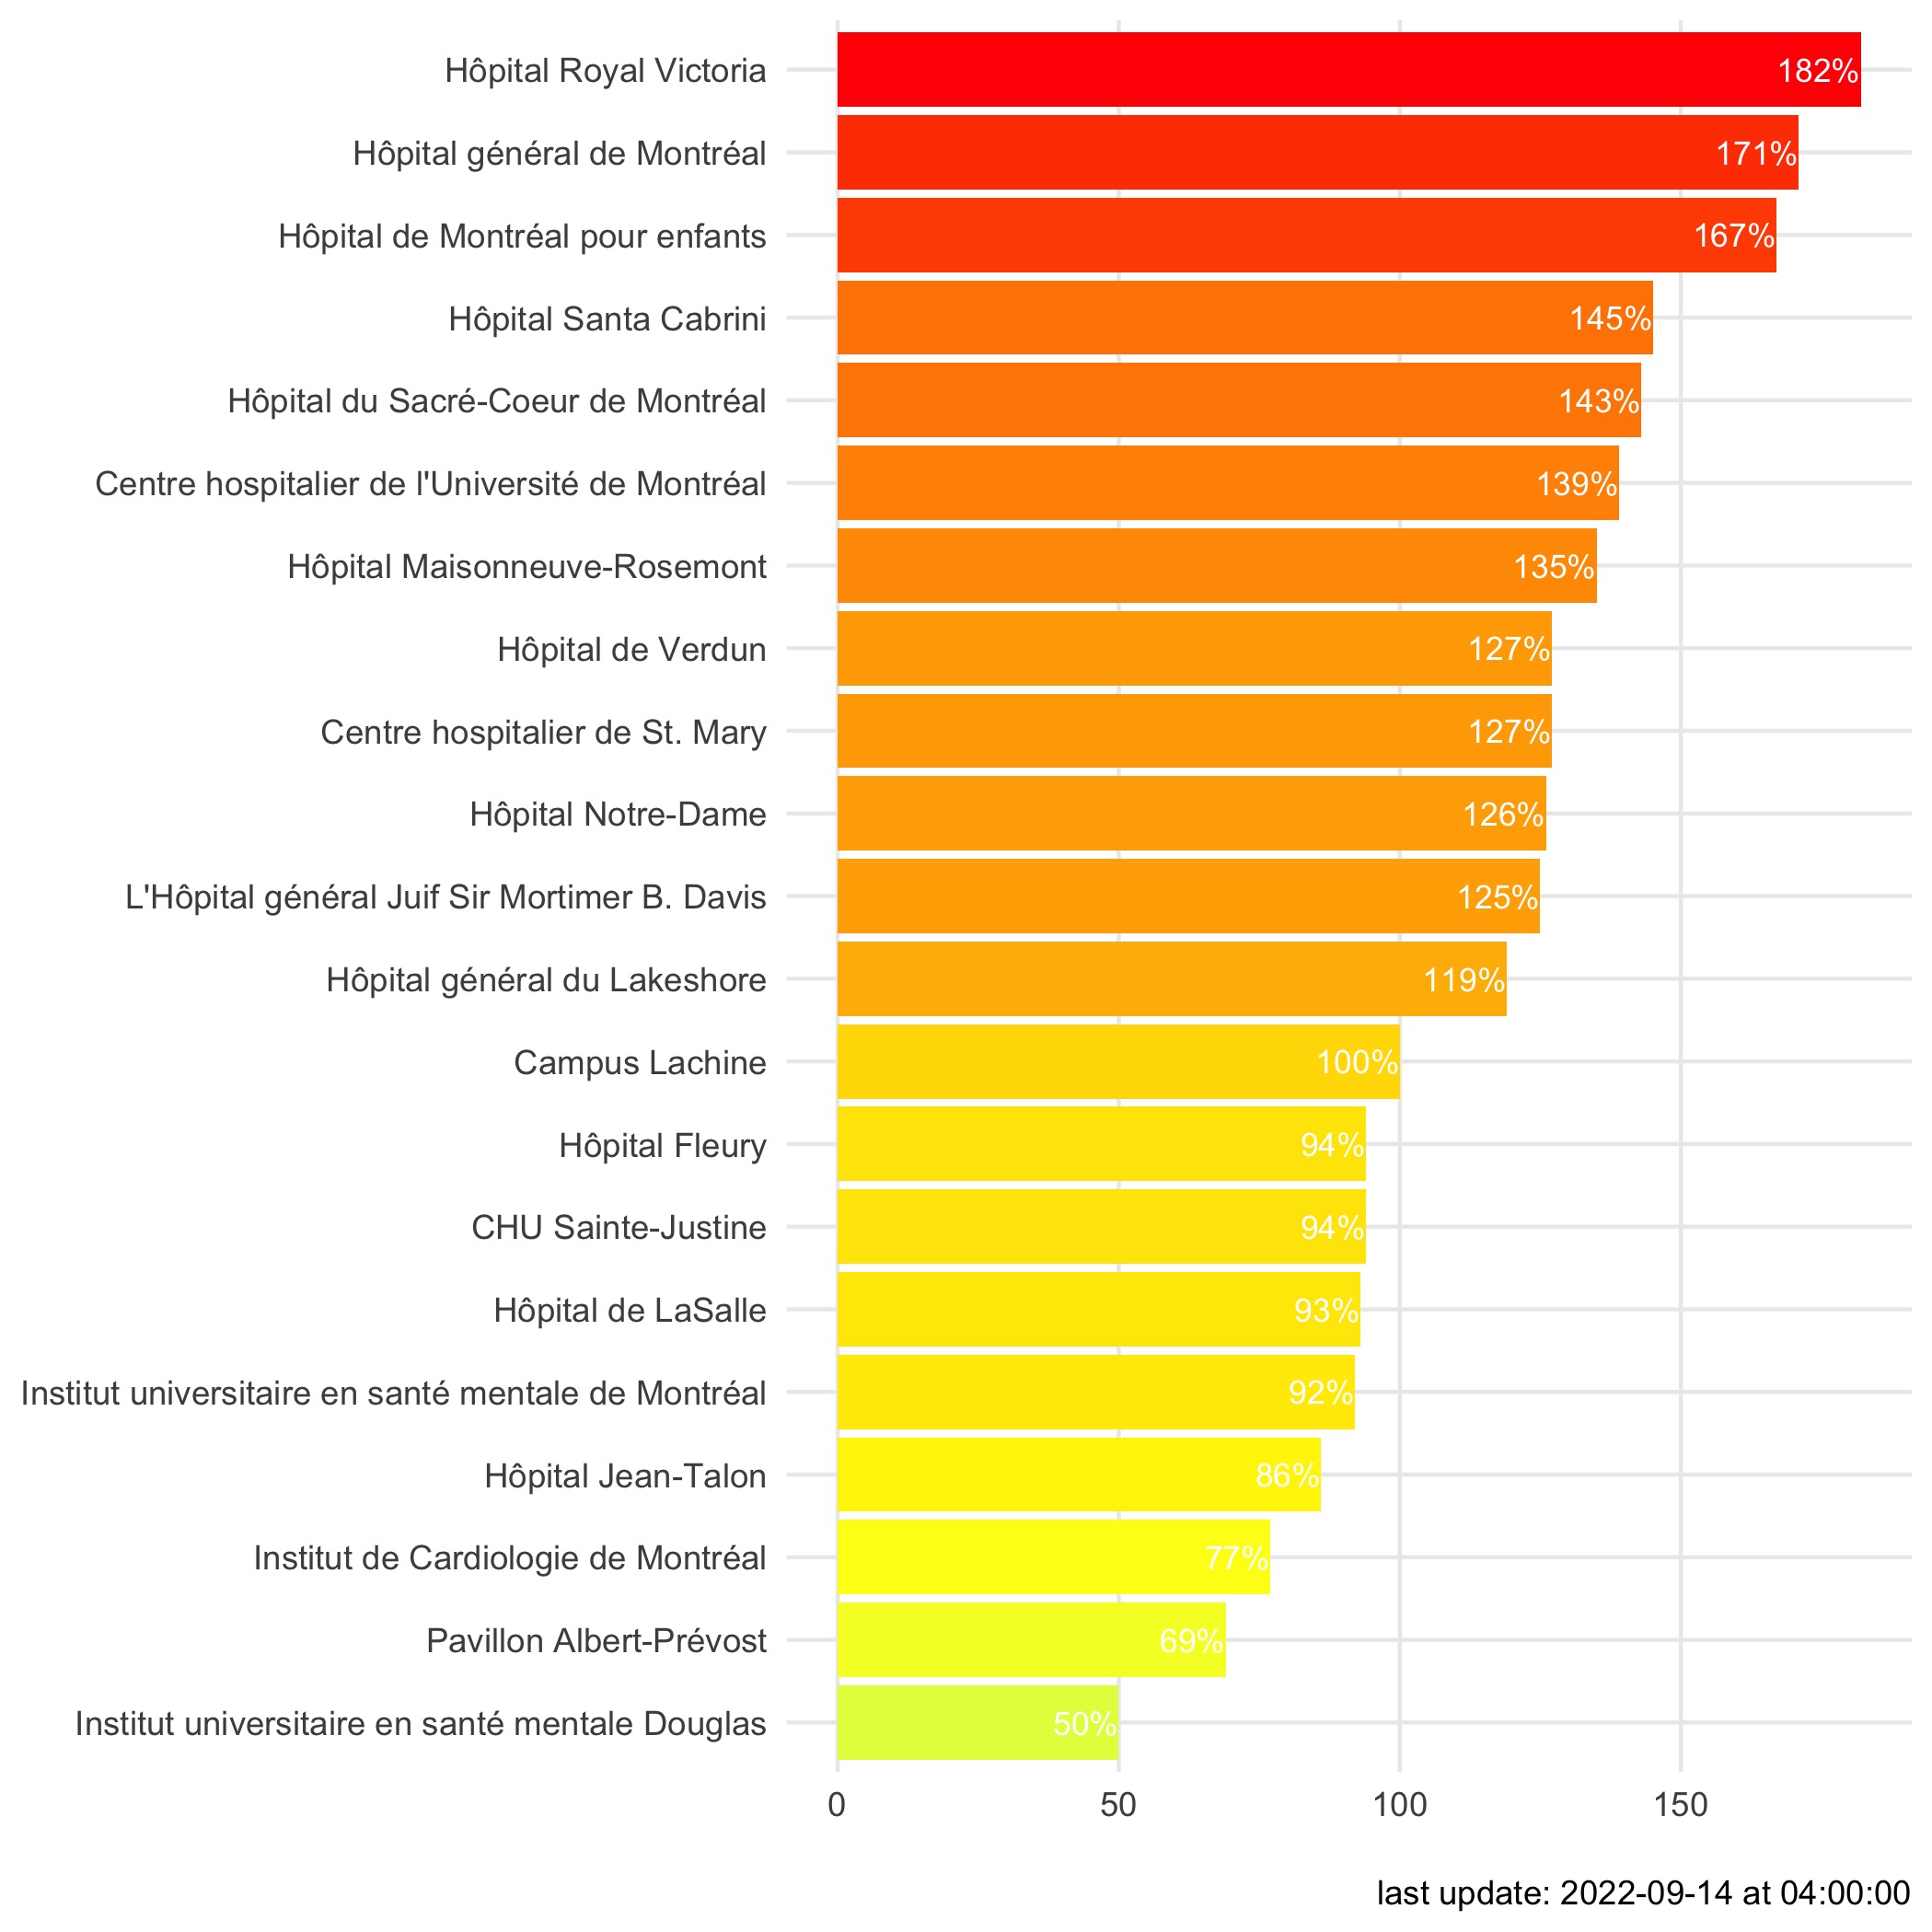 Hôpital Royal Victoria 182%
Hôpital général de Montréal 171%
Hôpital de Montréal pour enfants 167%
Hôpital Santa Cabrini 145%
Hôpital du Sacré-Coeur de Montréal 143%
Centre hospitalier de l'Université de Montréal 139%
Hôpital Maisonneuve-Rosemont 135%
Hôpital de Verdun 127%
Centre hospitalier de St. Mary 127%
Hôpital Notre-Dame 126%
L'Hôpital général Juif Sir Mortimer B. Davis 125%
Hôpital général du Lakeshore 119%
Campus Lachine 100%
Hôpital Fleury 94%
CHU Sainte-Justine 94%
Hôpital de LaSalle 93%
Institut universitaire en santé mentale de Montréal 92%
Hôpital Jean-Talon 86%
Institut de Cardiologie de Montréal 77%
Pavillon Albert-Prévost 69%
Institut universitaire en santé mentale Douglas 50%
0 50 100 150
last update: 2022-09-14 at 04:00:00